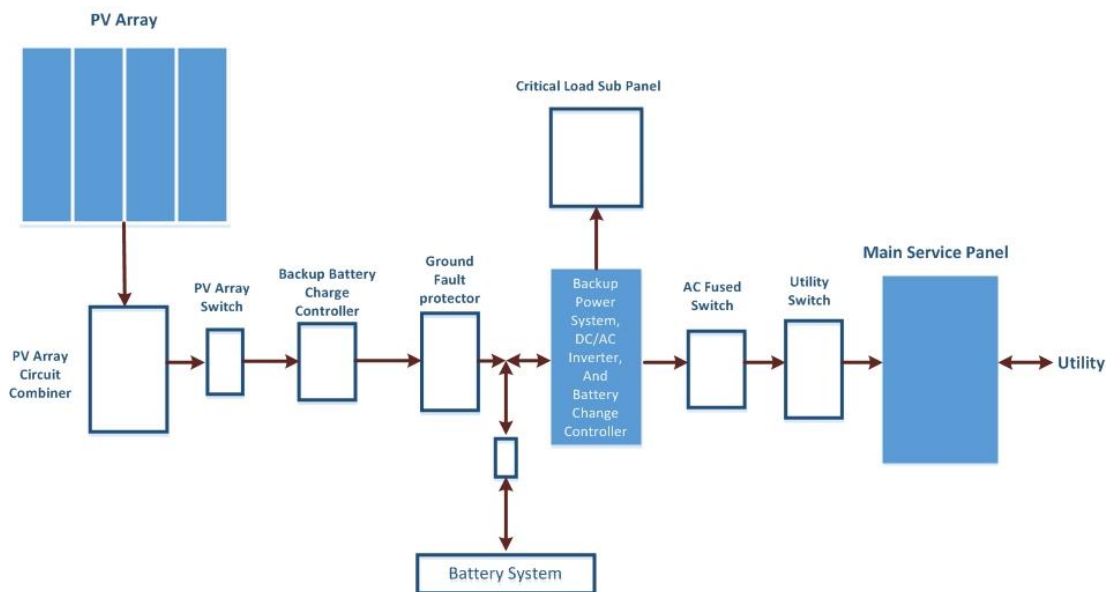 PV Array
Critical Load Sub Panel
PV Array
Circuit
Combiner
PV Array
Switch
Backup Battery
Charge
Controller
Ground
Fault
protector
Backup
Power
System,
DC/AC
Inverter,
And
Battery
Change
Controller
AC Fused
Switch
Utility
Switch
Main Service Panel
Utility
Battery System